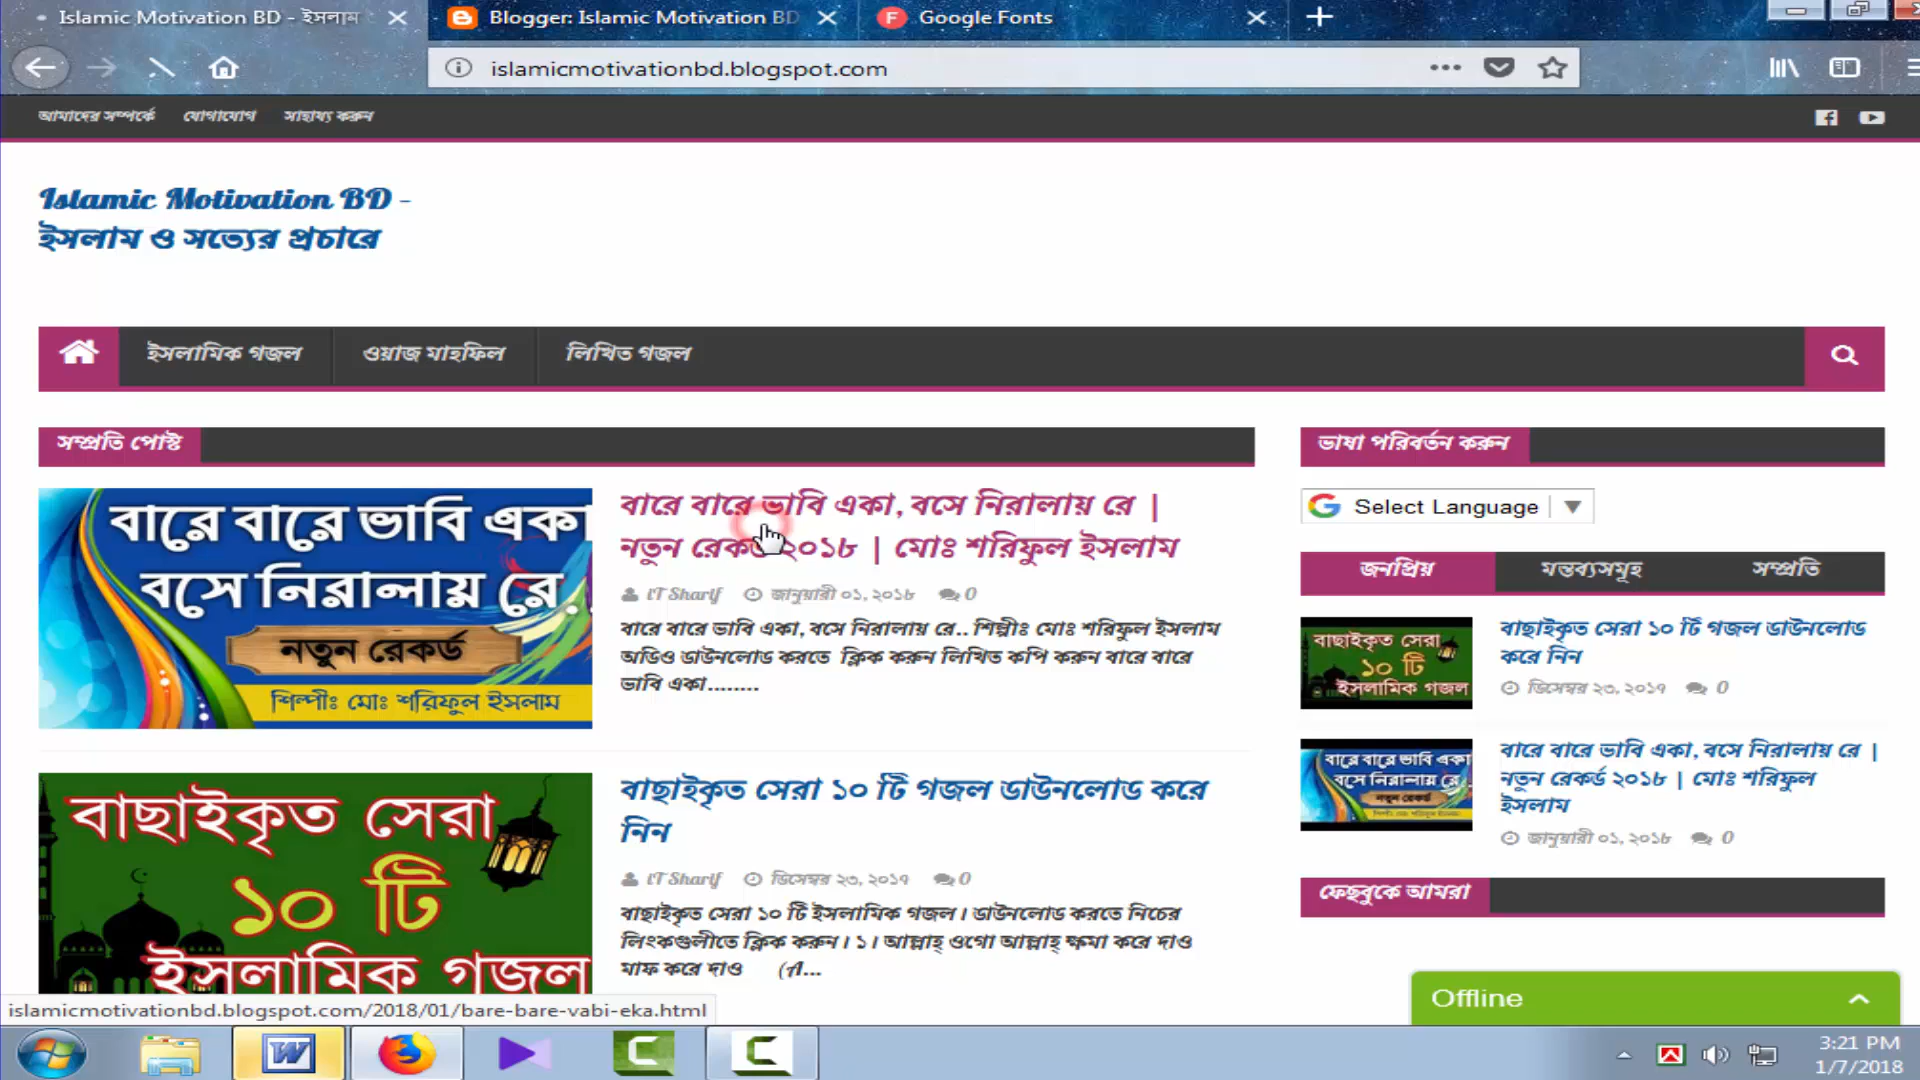 Islamic Motivation BD - ইসলাম
Blogger: Islamic Motivation BD
Google Fonts
islamicmotivationbd.blogspot.com
আমাদের সম্পর্কে যোগাযোগ সাহায্য করুন
Islamic Motivation BD -
ইসলাম ও সত্যের প্রচারে
ইসলামিক গজল ওয়াজ মাহফিল লিখিত গজল
সম্প্রতি পোস্ট
বারে বারে ভাবি একা
বসে নিরালায় রে..
নতুন রেকর্ড
শিল্পীঃ মোঃ শরিফুল ইসলাম
বারে বারে ভাবি একা, বসে নিরালায় রে |
নতুন রেকর্ড ২০১৮ | মোঃ শরিফুল ইসলাম
IT Sharif জানুয়ারী ০১, ২০১৮ 0
বারে বারে ভাবি একা, বসে নিরালায় রে.. শিল্পীঃ মোঃ শরিফুল ইসলাম
অডিও ডাউনলোড করতে ক্লিক করুন লিখিত কপি করুন বারে বারে
ভাবি একা........
বাছাইকৃত সেরা
১০ টি
ইসলামিক গজল
বাছাইকৃত সেরা ১০ টি গজল ডাউনলোড করে
নিন
IT Sharif ডিসেম্বর ২৩, ২০১৭ 0
বাছাইকৃত সেরা ১০ টি ইসলামিক গজল। ডাউনলোড করতে নিচের
লিংকগুলীতে ক্লিক করুন। ১। আল্লাহ্ ওগো আল্লাহ্ ক্ষমা করে দাও
মাফ করে দাও (A...
ভাষা পরিবর্তন করুন
Select Language
জনপ্রিয় মন্তব্যসমূহ সম্প্রতি
বাছাইকৃত সেরা
১০ টি
ইসলামিক গজল
বাছাইকৃত সেরা ১০ টি গজল ডাউনলোড
করে নিন
ডিসেম্বর ২৩, ২০১৭ 0
বারে বারে ভাবি একা
বসে নিরালায় রে..
নতুন রেকর্ড
শিল্পীঃ মোঃ শরিফুল ইসলাম
বারে বারে ভাবি একা, বসে নিরালায় রে |
নতুন রেকর্ড ২০১৮ | মোঃ শরিফুল
ইসলাম
জানুয়ারী ০১, ২০১৮ 0
ফেছবুকে আমরা
Offline
islamicmotivationbd.blogspot.com/2018/01/bare-bare-vabi-eka.html
3:21 PM
1/7/2018